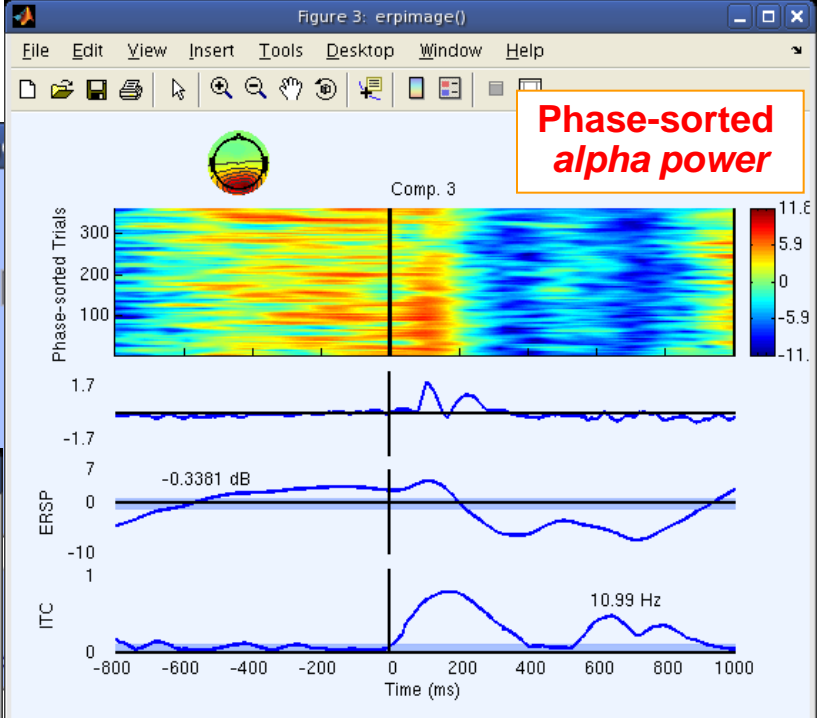 Figure 3: erpimage()
File Edit View Insert Tools Desktop Window Help
Phase-sorted
alpha power
Comp. 3
Phase-sorted Trials
300
200
100
11.8
5.9
0
-5.9
-11.
1.7
-1.7
ERSP
7
0
-10
-0.3381 dB
ITC
1
0
10.99 Hz
-800 -600 -400 -200 0 200 400 600 800 1000
Time (ms)